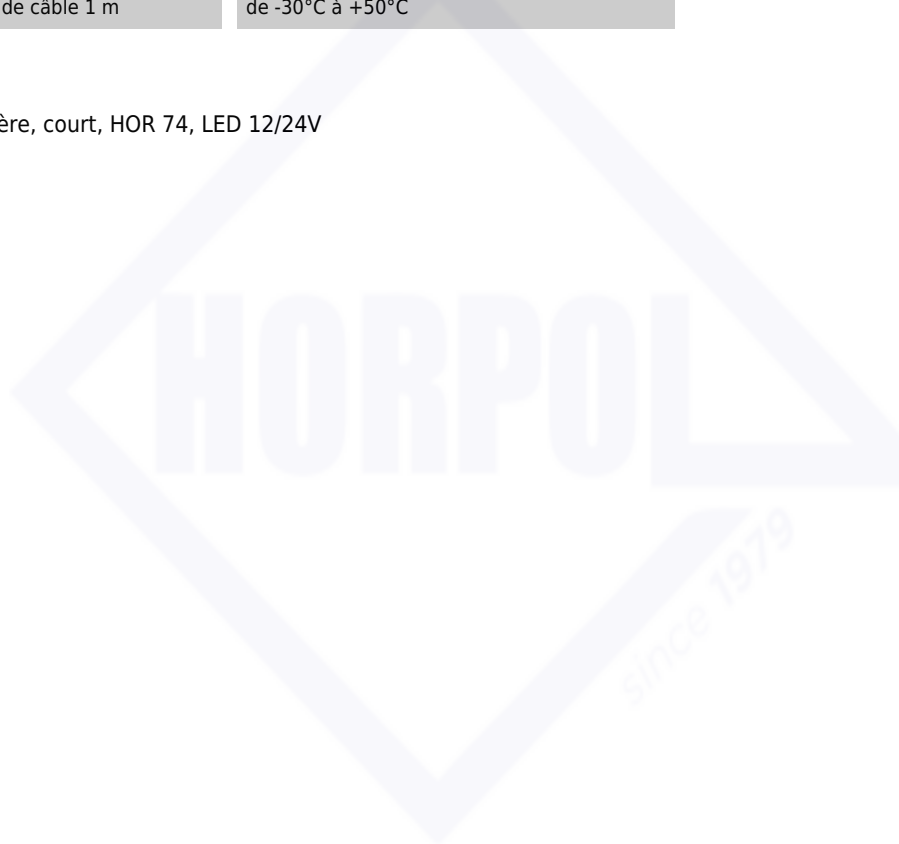 de câble 1 m
de -30°C à +50°C
ère, court, HOR 74, LED 12/24V
HORPOL
since 1979